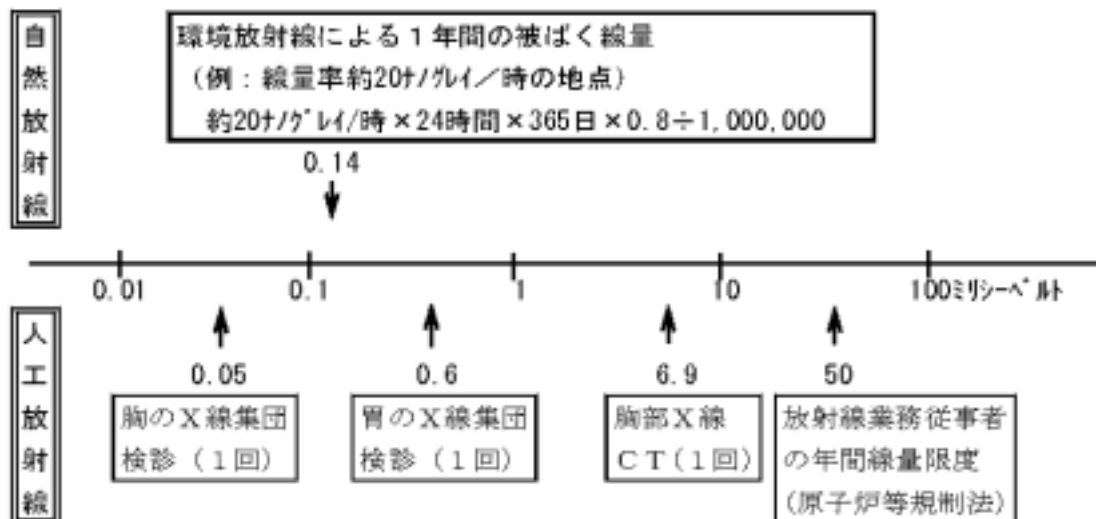 自然放射線
環境放射線による１年間の被ばく線量
（例：線量率約20ﾅﾉｸﾞﾚｲ／時の地点）
約20ﾅﾉｸﾞﾚｲ/時×24時間×365日×0.8÷1,000,000
0.14
0.01
0.1
1
10
100ﾐﾘｼｰﾍﾞﾙﾄ
人工放射線
0.05
胸のＸ線集団
検診（１回）
0.6
胃のＸ線集団
検診（１回）
6.9
胸部Ｘ線
ＣＴ(１回)
50
放射線業務従事者
の年間線量限度
(原子炉等規制法)